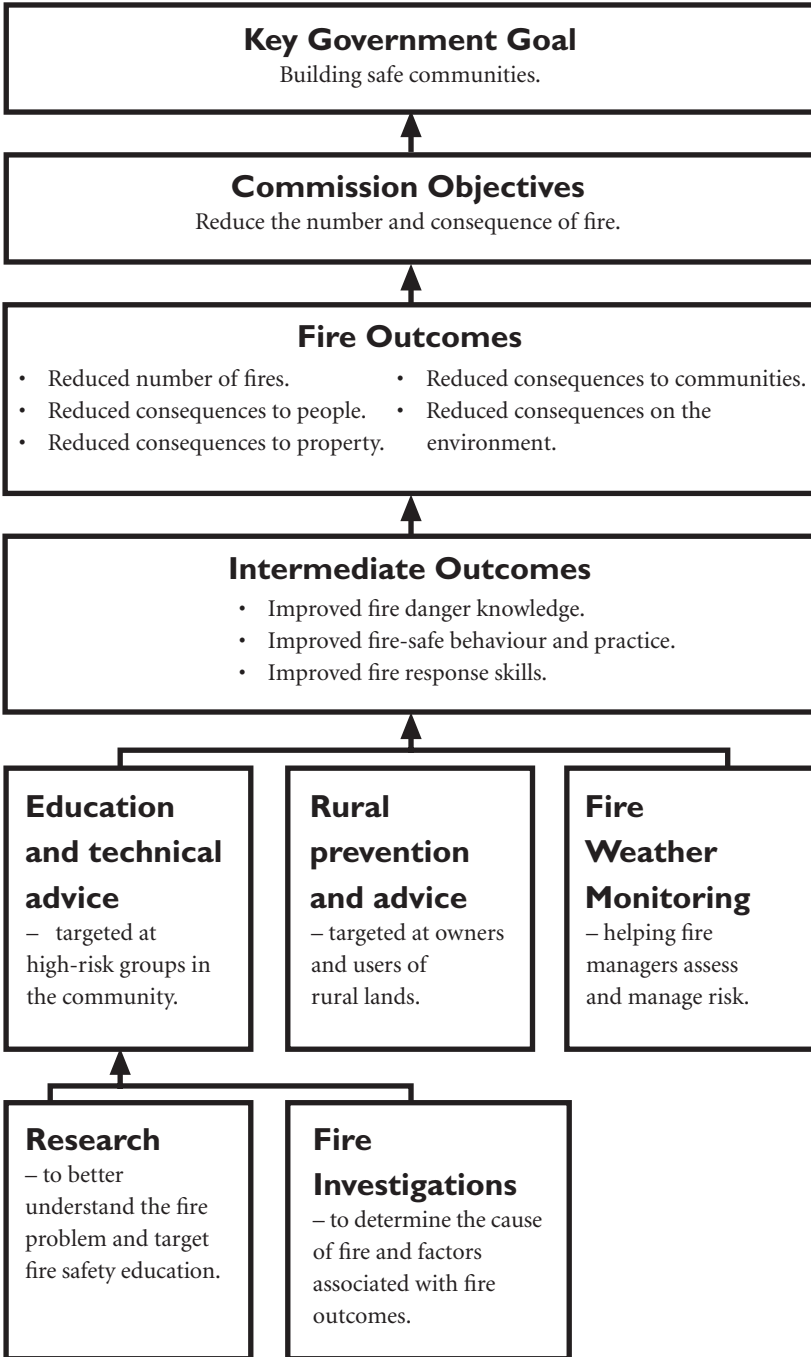 Key Government Goal
Building safe communities.
Commission Objectives
Reduce the number and consequence of fire.
Fire Outcomes
• Reduced number of fires.
• Reduced consequences to people.
• Reduced consequences to property.
• Reduced consequences to communities.
• Reduced consequences on the
environment.
Intermediate Outcomes
• Improved fire danger knowledge.
• Improved fire-safe behaviour and practice.
• Improved fire response skills.
Education
and technical
advice
– targeted at
high-risk groups in
the community.
Rural
prevention
and advice
– targeted at owners
and users of
rural lands.
Fire
Weather
Monitoring
– helping fire
managers assess
and manage risk.
Research
– to better
understand the fire
problem and target
fire safety education.
Fire
Investigations
– to determine the cause
of fire and factors
associated with fire
outcomes.